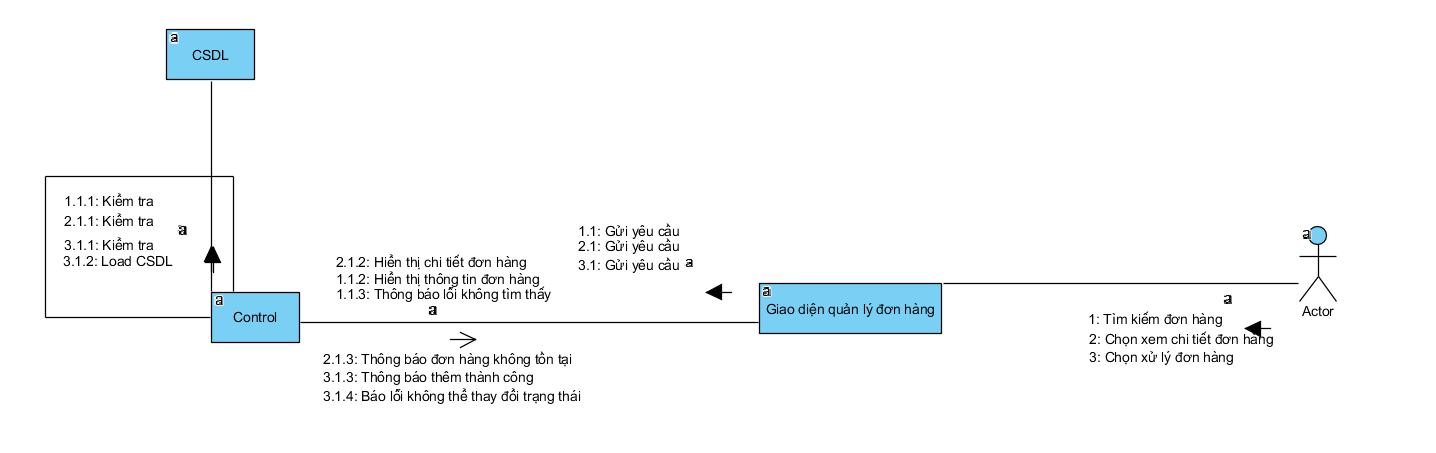 a
CSDL
1.1.1: Kiểm tra
2.1.1: Kiểm tra
a
3.1.1: Kiểm tra
3.1.2: Load CSDL
a
Control
2.1.2: Hiển thị chi tiết đơn hàng
1.1.2: Hiển thị thông tin đơn hàng
1.1.3: Thông báo lỗi không tìm thấy
a
2.1.3: Thông báo đơn hàng không tồn tại
3.1.3: Thông báo thêm thành công
3.1.4: Báo lỗi không thể thay đổi trạng thái
1.1: Gửi yêu cầu
2.1: Gửi yêu cầu
3.1: Gửi yêu cầu a
a
Giao diện quản lý đơn hàng
a
Actor
a
1: Tìm kiếm đơn hàng
2: Chọn xem chi tiết đơn hàng
3: Chọn xử lý đơn hàng